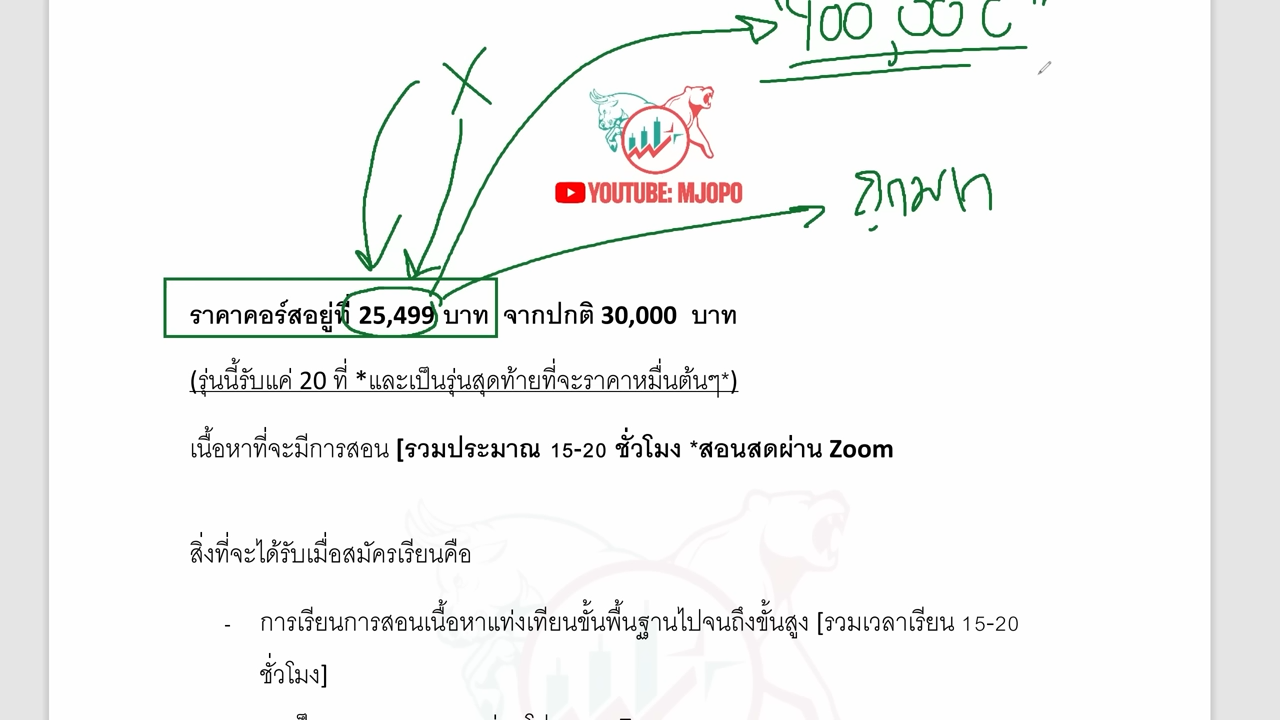 "400,000"
X
YOUTUBE: MJOPO
ถูกมาก
ราคาคอร์สอยู่ที่ 25,499 บาท จากปกติ 30,000 บาท
(รุ่นนี้รับแค่ 20 ที่ *และเป็นรุ่นสุดท้ายที่จะราคาหมื่นต้นๆ*)
เนื้อหาที่จะมีการสอน [รวมประมาณ 15-20 ชั่วโมง *สอนสดผ่าน Zoom
สิ่งที่จะได้รับเมื่อสมัครเรียนคือ
- การเรียนการสอนเนื้อหาแท่งเทียนขั้นพื้นฐานไปจนถึงขั้นสูง [รวมเวลาเรียน 15-20
ชั่วโมง]